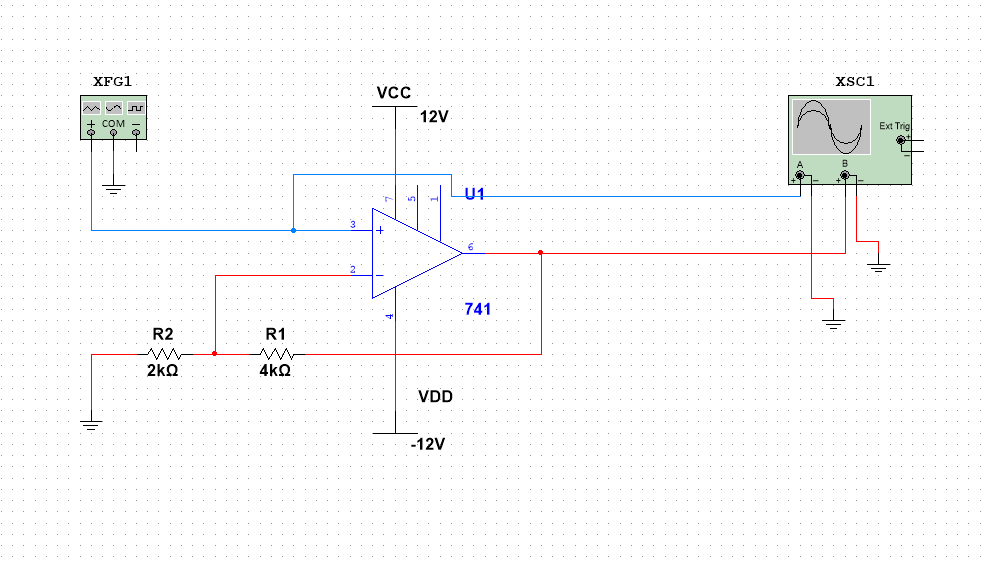 XFG1
COM
+
−
XSC1
Ext Trig
+
−
A
B
+
−
+
−
VCC
12V
7
5
1
U1
3
+
6
2
−
4
741
R2
2kΩ
R1
4kΩ
VDD
-12V